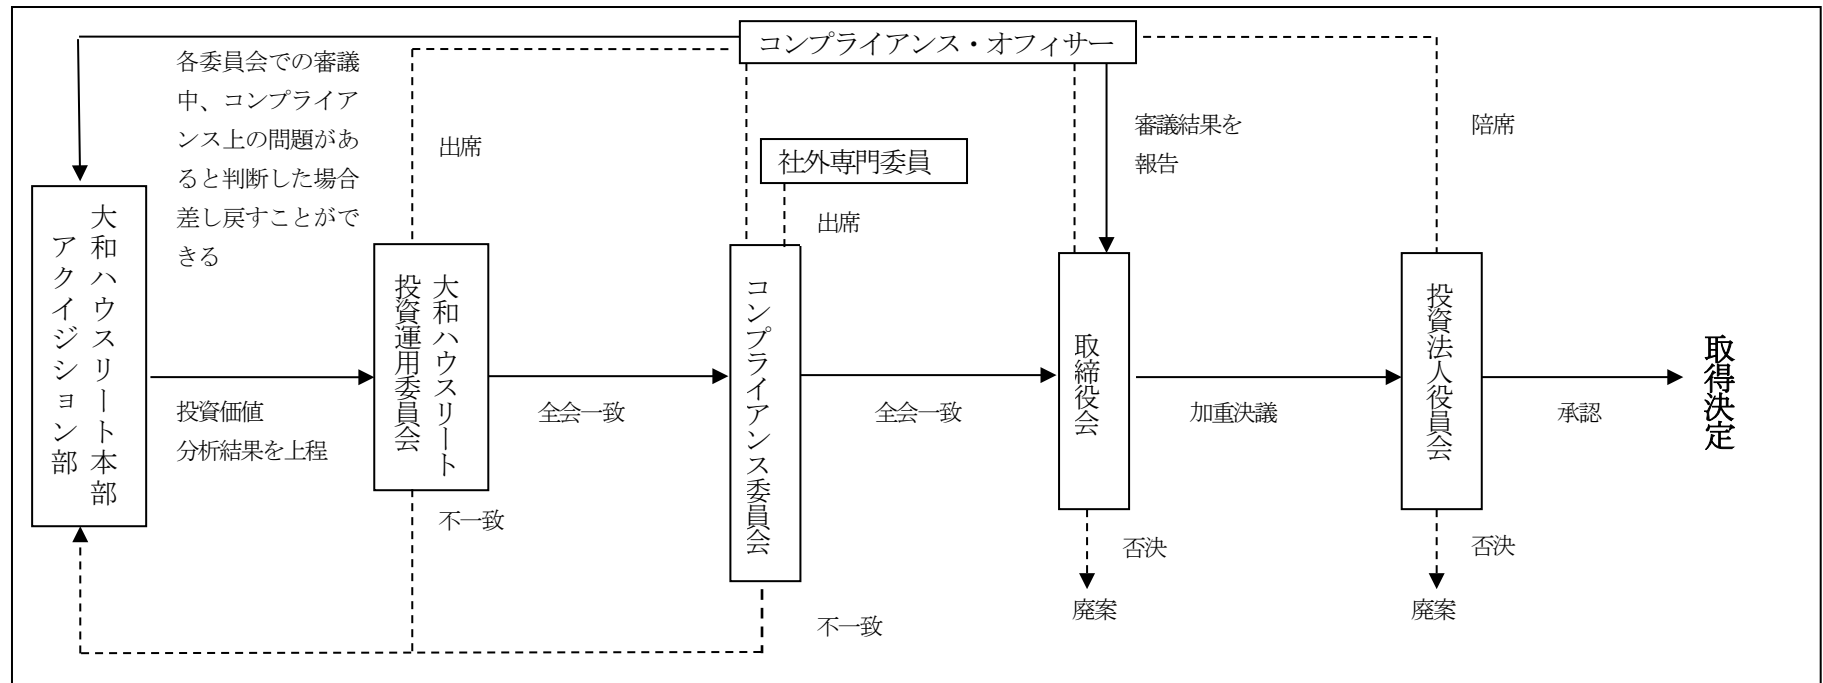 コンプライアンス・オフィサー
各委員会での審議
中、コンプライア
ンス上の問題があ
ると判断した場合
差し戻すことがで
きる
出席
社外専門委員
出席
審議結果を
報告
陪席
大和ハウスリート本部
アクイジション部
投資価値
分析結果を上程
大和ハウスリート
投資運用委員会
全会一致
不一致
コンプライアンス委員会
全会一致
不一致
取締役会
加重決議
否決
廃案
投資法人役員会
承認
否決
廃案
取得決定